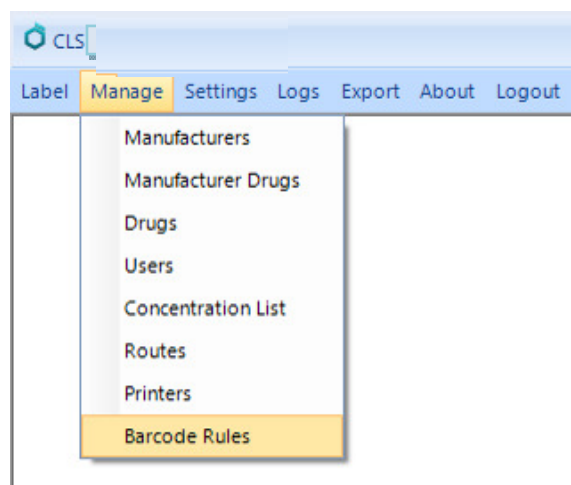 CLS
Label Manage Settings Logs Export About Logout
Manufacturers
Manufacturer Drugs
Drugs
Users
Concentration List
Routes
Printers
Barcode Rules